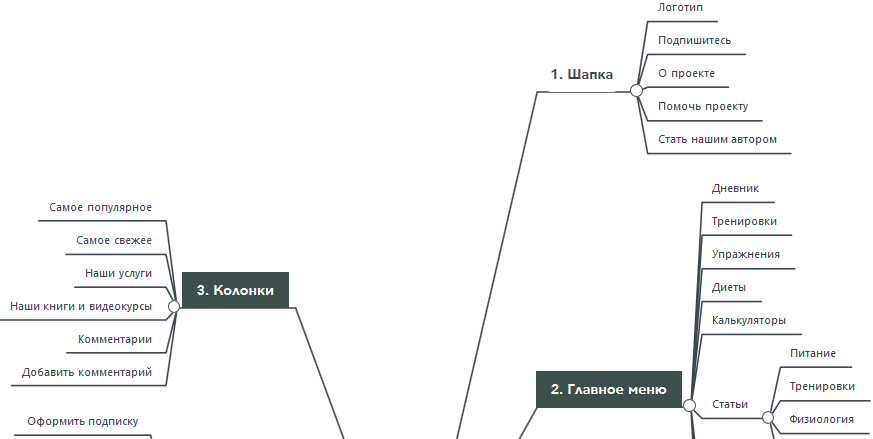 1. Шапка
Логотип
Подпишитесь
О проекте
Помочь проекту
Стать нашим автором
2. Главное меню
Дневник
Тренировки
Упражнения
Диеты
Калькуляторы
Статьи
Питание
Тренировки
Физиология
3. Колонки
Самое популярное
Самое свежее
Наши услуги
Наши книги и видеокурсы
Комментарии
Добавить комментарий
Оформить подписку